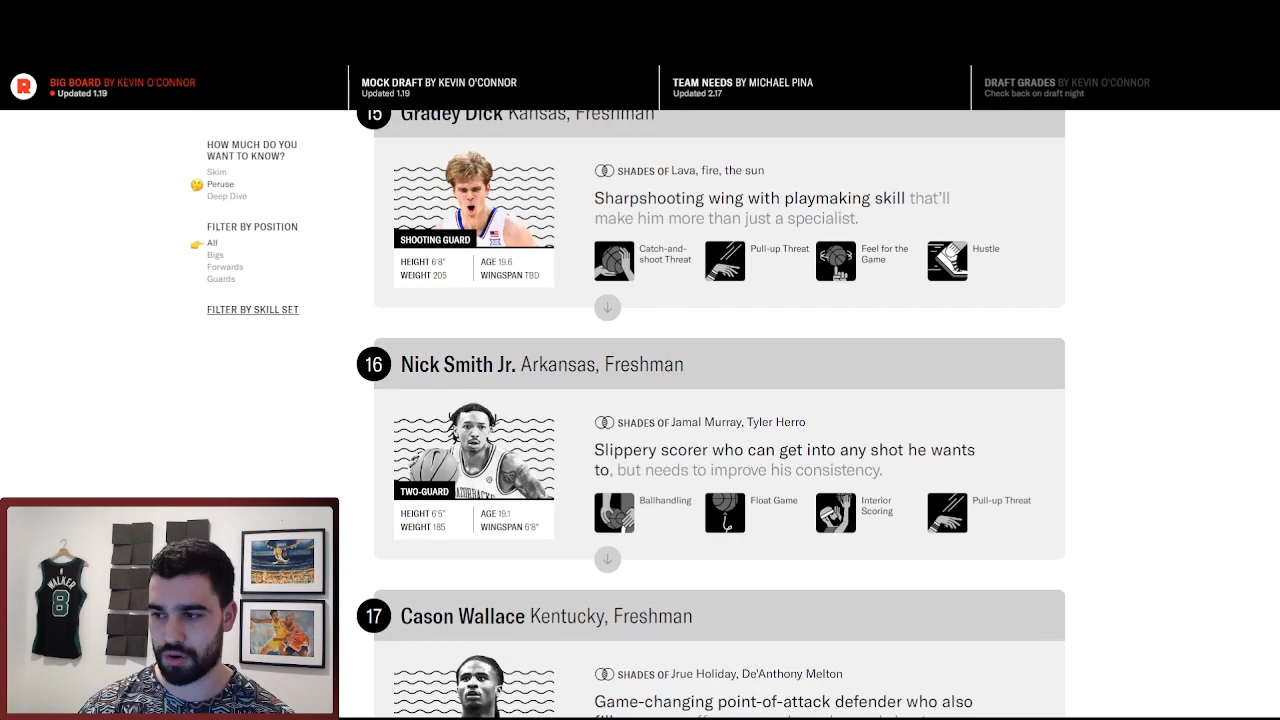 R
BIG BOARD BY KEVIN O'CONNOR
Updated 1.19
MOCK DRAFT BY KEVIN O'CONNOR
Updated 1.19
TEAM NEEDS BY MICHAEL PINA
Updated 2.17
DRAFT GRADES BY KEVIN O'CONNOR
Check back on draft night
HOW MUCH DO YOU
WANT TO KNOW?
Skim
Peruse
Deep Dive
FILTER BY POSITION
All
Bigs
Forwards
Guards
FILTER BY SKILL SET
15 Gradey Dick Kansas, Freshman
SHOOTING GUARD
HEIGHT 6'8" AGE 19.6
WEIGHT 205 WINGSPAN TBD
SHADES OF Lava, fire, the sun
Sharpshooting wing with playmaking skill that'll
make him more than just a specialist.
Catch-and-
shoot Threat
Pull-up Threat
Feel for the
Game
Hustle
16 Nick Smith Jr. Arkansas, Freshman
RAZORBACKS
TWO-GUARD
HEIGHT 6'5" AGE 19.1
WEIGHT 185 WINGSPAN 6'8"
SHADES OF Jamal Murray, Tyler Herro
Slippery scorer who can get into any shot he wants
to, but needs to improve his consistency.
Ballhandling
Float Game
Interior
Scoring
Pull-up Threat
17 Cason Wallace Kentucky, Freshman
SHADES OF Jrue Holiday, De'Anthony Melton
Game-changing point-of-attack defender who also
WALKER
8